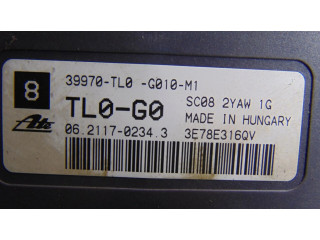 39970-TL0 -G010-M1
8
TL0-G0
SC08 2YAW 1G
MADE IN HUNGARY
Ate
06.2117-0234.3
3E78E316QV